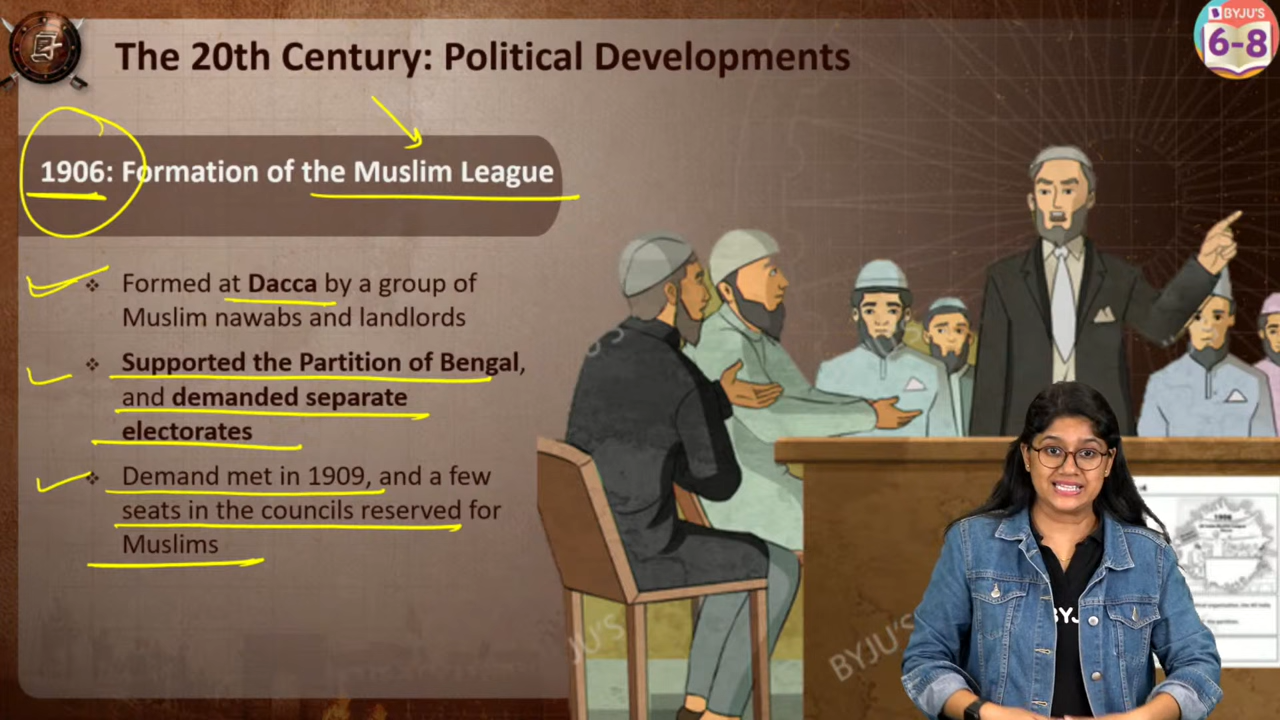 The 20th Century: Political Developments
BYJU'S
6-8
1906: Formation of the Muslim League
❖ Formed at Dacca by a group of
Muslim nawabs and landlords
❖ Supported the Partition of Bengal,
and demanded separate
electorates
❖ Demand met in 1909, and a few
seats in the councils reserved for
Muslims
1906
BYJU'S
BYJ